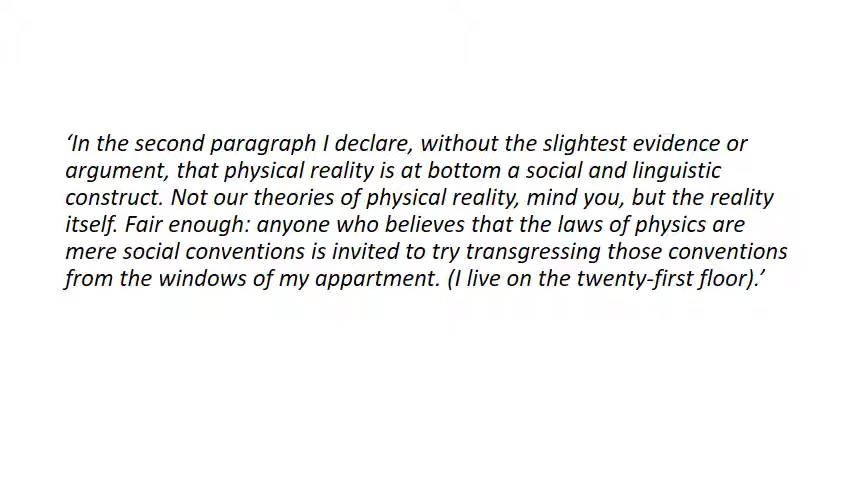 ‘In the second paragraph I declare, without the slightest evidence or
argument, that physical reality is at bottom a social and linguistic
construct. Not our theories of physical reality, mind you, but the reality
itself. Fair enough: anyone who believes that the laws of physics are
mere social conventions is invited to try transgressing those conventions
from the windows of my appartment. (I live on the twenty-first floor).’